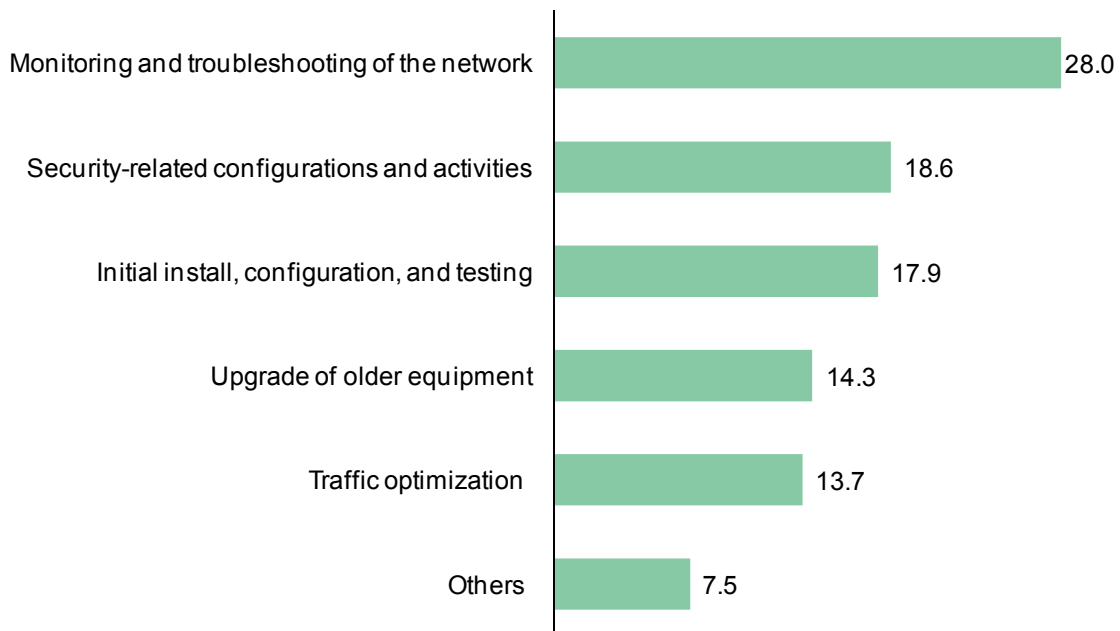 Monitoring and troubleshooting of the network 28.0
Security-related configurations and activities 18.6
Initial install, configuration, and testing 17.9
Upgrade of older equipment 14.3
Traffic optimization 13.7
Others 7.5